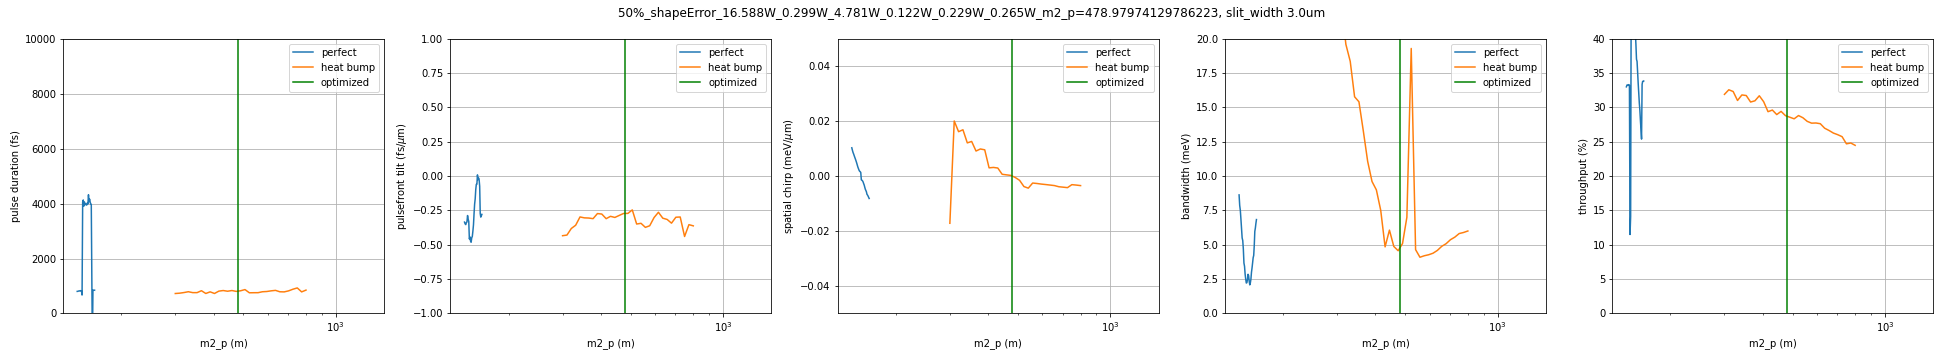 50%_shapeError_16.588W_0.299W_4.781W_0.122W_0.229W_0.265W_m2_p=478.97974129786223, slit_width 3.0um
pulse duration (fs)
10000
8000
6000
4000
2000
0
10³
m2_p (m)
perfect
heat bump
optimized
pulsefront tilt (fs/μm)
1.00
0.75
0.50
0.25
0.00
−0.25
−0.50
−0.75
−1.00
10³
m2_p (m)
perfect
heat bump
optimized
spatial chirp (meV/μm)
0.04
0.02
0.00
−0.02
−0.04
10³
m2_p (m)
perfect
heat bump
optimized
bandwidth (meV)
20.0
17.5
15.0
12.5
10.0
7.5
5.0
2.5
0.0
10³
m2_p (m)
perfect
heat bump
optimized
throughput (%)
40
35
30
25
20
15
10
5
0
10³
m2_p (m)
perfect
heat bump
optimized